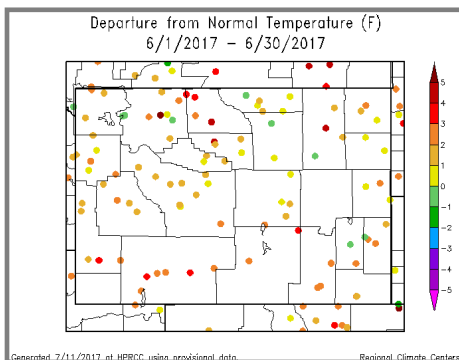 Departure from Normal Temperature (F)
6/1/2017 – 6/30/2017
5
4
3
2
1
0
-1
-2
-3
-4
-5
Generated 7/11/2017 at HPRCC using provisional data.
Regional Climate Centers